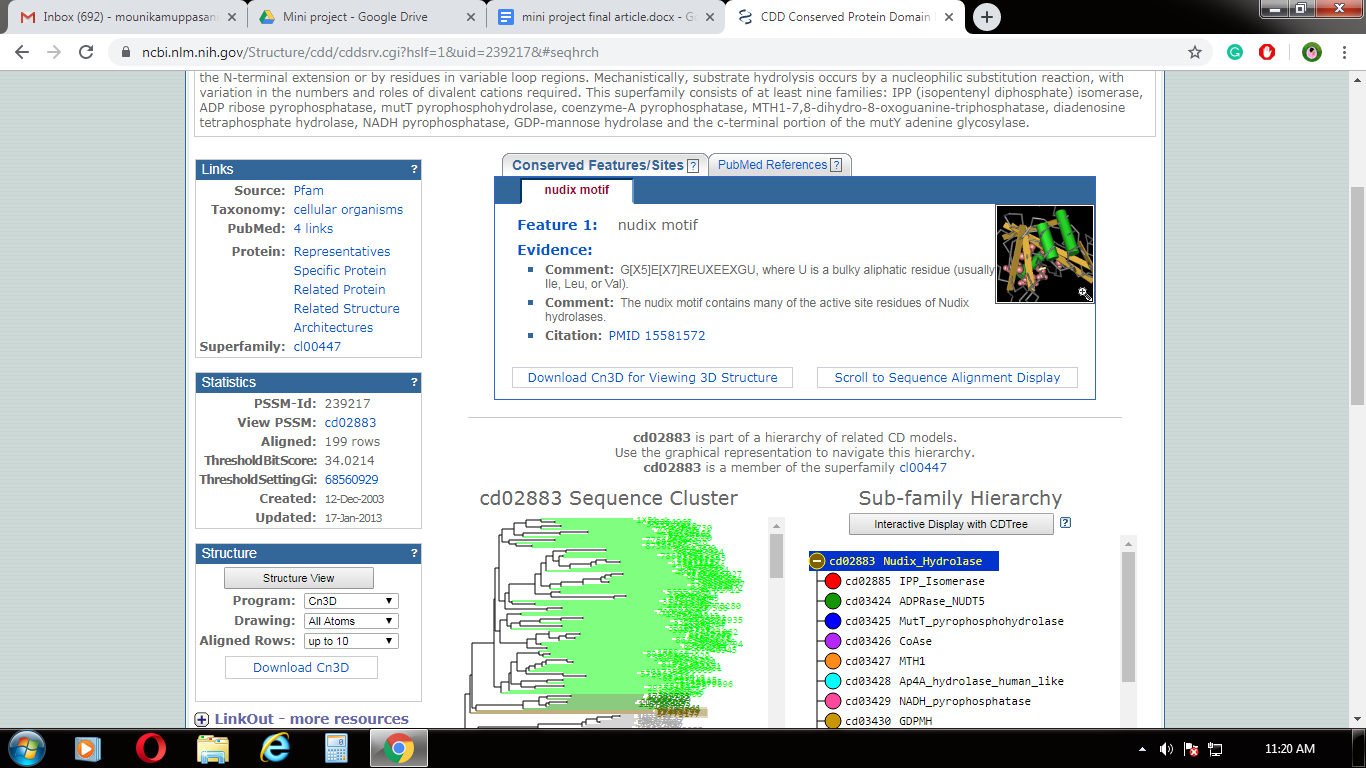 Inbox (692) - mounikamuppasan
Mini project - Google Drive
mini project final article.docx - Go
CDD Conserved Protein Domain
ncbi.nlm.nih.gov/Structure/cdd/cddsrv.cgi?hslf=1&uid=239217&#seqhrch
the N-terminal extension or by residues in variable loop regions. Mechanistically, substrate hydrolysis occurs by a nucleophilic substitution reaction, with
variation in the numbers and roles of divalent cations required. This superfamily consists of at least nine families: IPP (isopentenyl diphosphate) isomerase,
ADP ribose pyrophosphatase, mutT pyrophosphohydrolase, coenzyme-A pyrophosphatase, MTH1-7,8-dihydro-8-oxoguanine-triphosphatase, diadenosine
tetraphosphate hydrolase, NADH pyrophosphatase, GDP-mannose hydrolase and the c-terminal portion of the mutY adenine glycosylase.
Links ?
Source: Pfam
Taxonomy: cellular organisms
PubMed: 4 links
Protein: Representatives
Specific Protein
Related Protein
Related Structure
Architectures
Superfamily: cl00447
Statistics ?
PSSM-Id: 239217
View PSSM: cd02883
Aligned: 199 rows
ThresholdBitScore: 34.0214
ThresholdSettingGi: 68560929
Created: 12-Dec-2003
Updated: 17-Jan-2013
Structure ?
Structure View
Program: Cn3D
Drawing: All Atoms
Aligned Rows: up to 10
Download Cn3D
LinkOut - more resources
Conserved Features/Sites ?
PubMed References ?
nudix motif
Feature 1: nudix motif
Evidence:
Comment: G[X5]E[X7]REUXEEXGU, where U is a bulky aliphatic residue (usually
Ile, Leu, or Val).
Comment: The nudix motif contains many of the active site residues of Nudix
hydrolases.
Citation: PMID 15581572
Download Cn3D for Viewing 3D Structure
Scroll to Sequence Alignment Display
cd02883 is part of a hierarchy of related CD models.
Use the graphical representation to navigate this hierarchy.
cd02883 is a member of the superfamily cl00447
cd02883 Sequence Cluster
Sub-family Hierarchy
Interactive Display with CDTree ?
cd02883 Nudix_Hydrolase
cd02885 IPP_Isomerase
cd03424 ADPRase_NUDT5
cd03425 MutT_pyrophosphohydrolase
cd03426 CoAse
cd03427 MTH1
cd03428 Ap4A_hydrolase_human_like
cd03429 NADH_pyrophosphatase
cd03430 GDPMH
11:20 AM